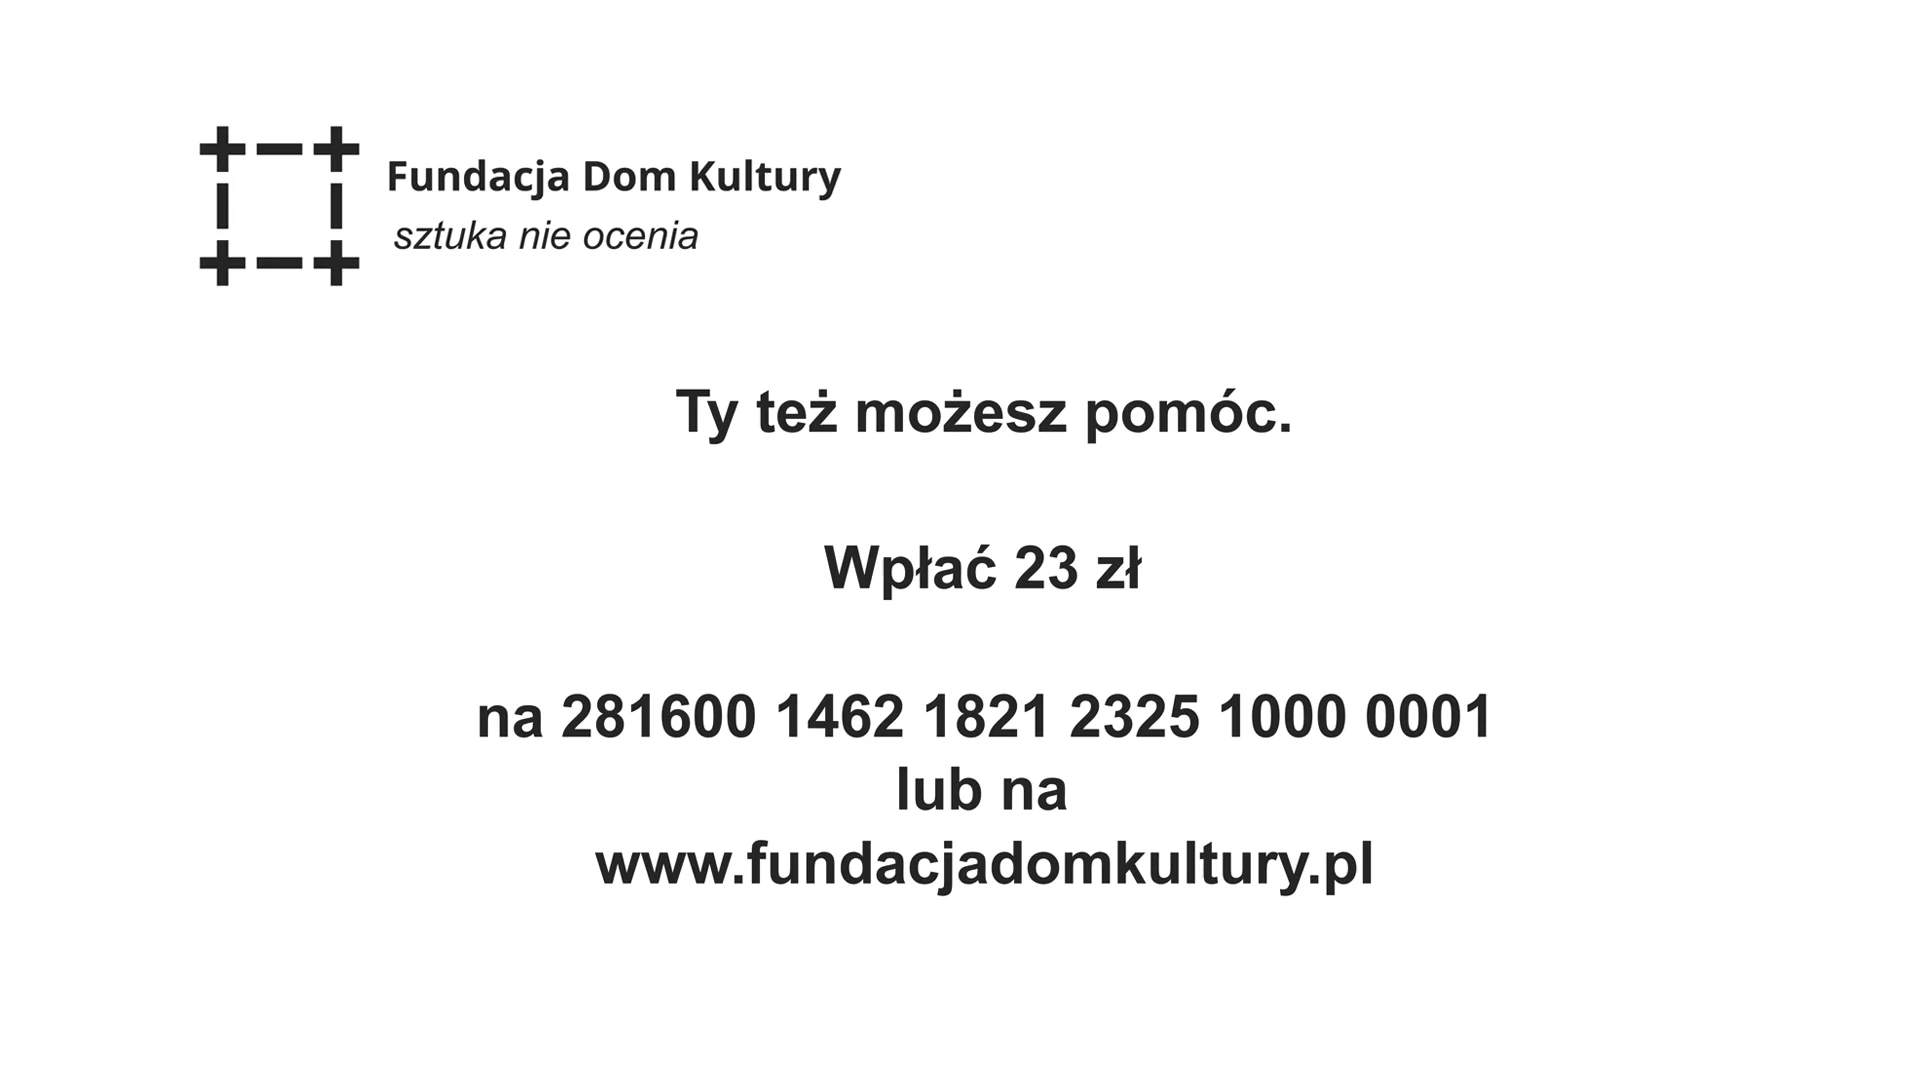 Fundacja Dom Kultury
sztuka nie ocenia
Ty też możesz pomóc.
Wpłać 23 zł
na 281600 1462 1821 2325 1000 0001
lub na
www.fundacjadomkultury.pl